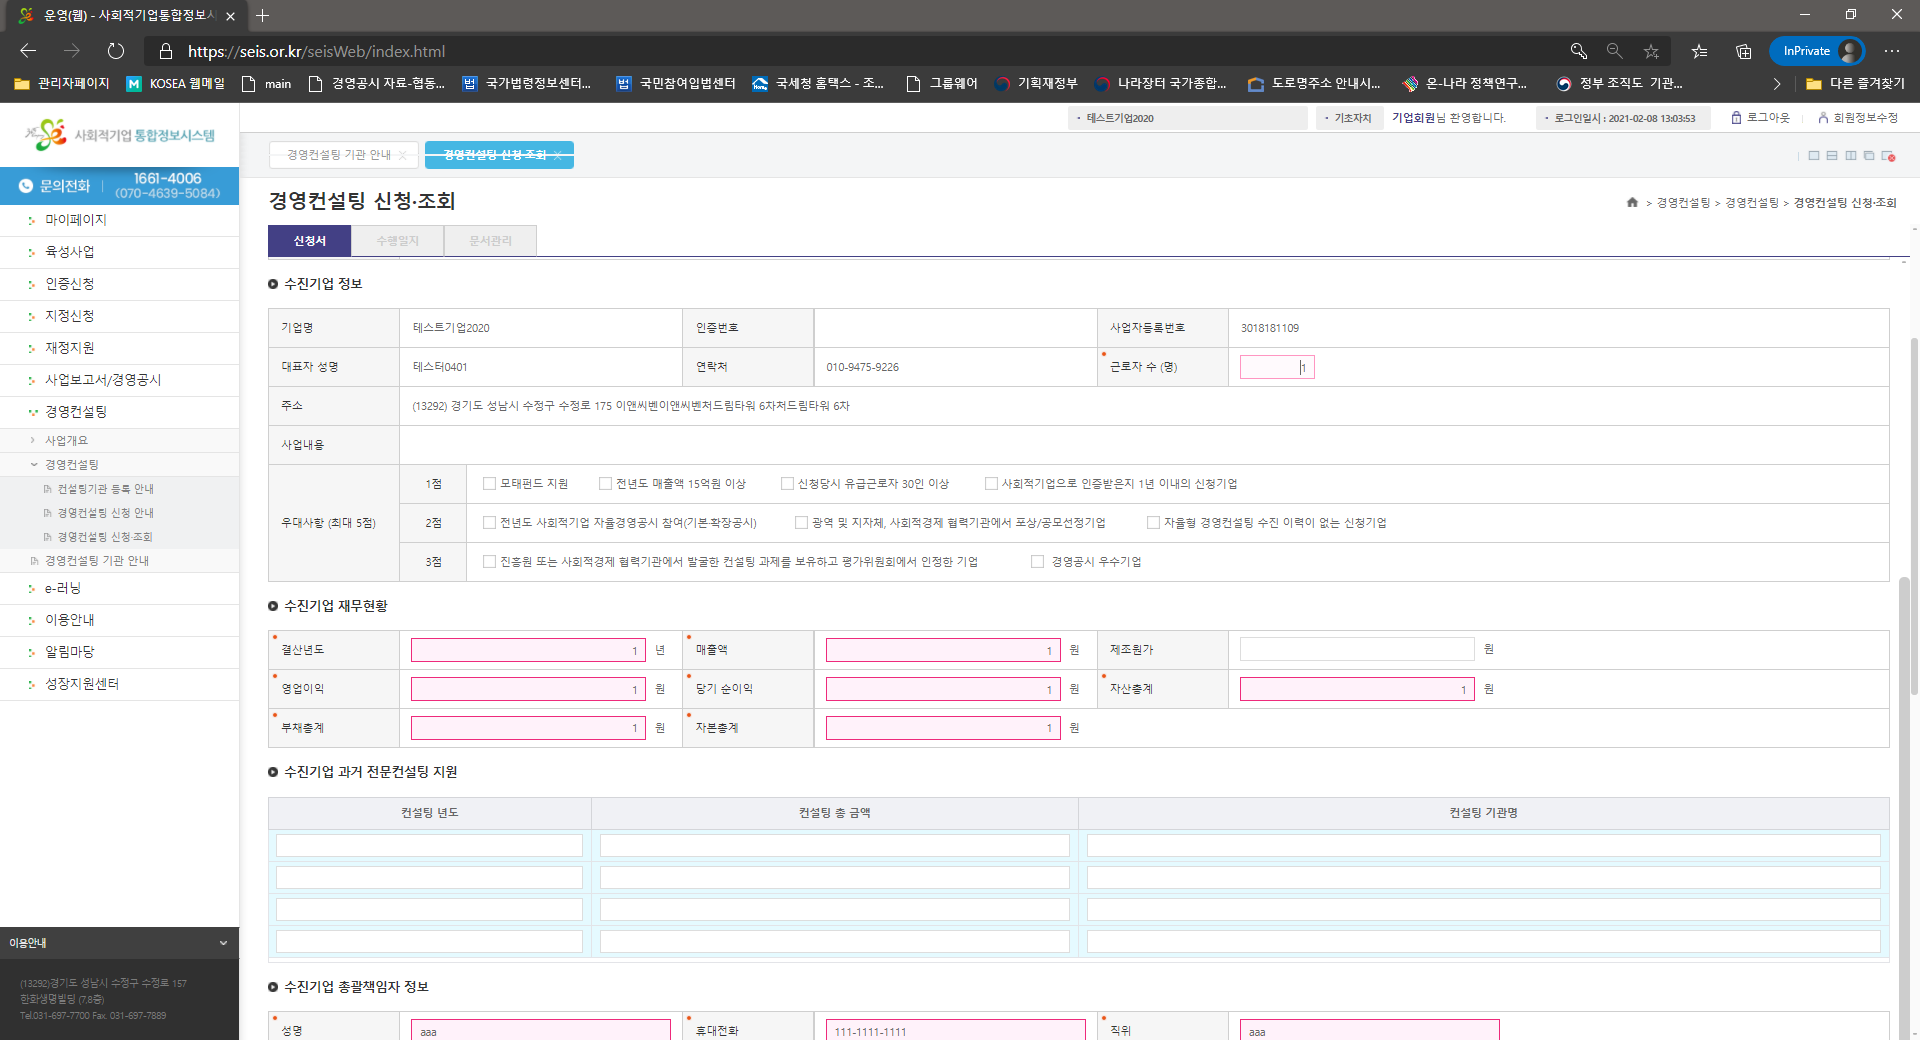 운영(웹) - 사회적기업통합정보시
https://seis.or.kr/seisWeb/index.html
InPrivate
관리자페이지
KOSEA 웹메일
main
경영공시 자료-협동...
국가법령정보센터...
국민참여입법센터
국세청 홈택스 - 조...
그룹웨어
기획재정부
나라장터 국가종합...
도로명주소 안내시...
온-나라 정책연구...
정부 조직도 기관...
다른 즐겨찾기
사회적기업 통합정보시스템
· 테스트기업2020
· 기초자치
기업회원님 환영합니다.
· 로그인일시 : 2021-02-08 13:03:53
로그아웃
회원정보수정
문의전화
1661-4006
(070-4639-5084)
마이페이지
육성사업
인증신청
지정신청
재정지원
사업보고서/경영공시
경영컨설팅
사업개요
경영컨설팅
컨설팅기관 등록 안내
경영컨설팅 신청 안내
경영컨설팅 신청·조회
경영컨설팅 기관 안내
e-러닝
이용안내
알림마당
성장지원센터
이용안내
(13292)경기도 성남시 수정구 수정로 157
한화생명빌딩 (7,8층)
Tel.031-697-7700 Fax. 031-697-7889
경영컨설팅 기관 안내
경영컨설팅 신청·조회
경영컨설팅 신청·조회
> 경영컨설팅 > 경영컨설팅 > 경영컨설팅 신청·조회
신청서
수행일지
문서관리
수진기업 정보
기업명 테스트기업2020 인증번호 사업자등록번호 3018181109
대표자 성명 테스터0401 연락처 010-9475-9226 근로자 수 (명) 1
주소 (13292) 경기도 성남시 수정구 수정로 175 이앤씨벤이앤씨벤처드림타워 6차처드림타워 6차
사업내용
우대사항 (최대 5점)
1점 모태펀드 지원 전년도 매출액 15억원 이상 신청당시 유급근로자 30인 이상 사회적기업으로 인증받은지 1년 이내의 신청기업
2점 전년도 사회적기업 자율경영공시 참여(기본·확장공시) 광역 및 지자체, 사회적경제 협력기관에서 포상/공모선정기업 자율형 경영컨설팅 수진 이력이 없는 신청기업
3점 진흥원 또는 사회적경제 협력기관에서 발굴한 컨설팅 과제를 보유하고 평가위원회에서 인정한 기업 경영공시 우수기업
수진기업 재무현황
결산년도 1 년 매출액 1 원 제조원가 원
영업이익 1 원 당기 순이익 1 원 자산총계 1 원
부채총계 1 원 자본총계 1 원
수진기업 과거 전문컨설팅 지원
컨설팅 년도 컨설팅 총 금액 컨설팅 기관명
수진기업 총괄책임자 정보
성명 aaa 휴대전화 111-1111-1111 직위 aaa